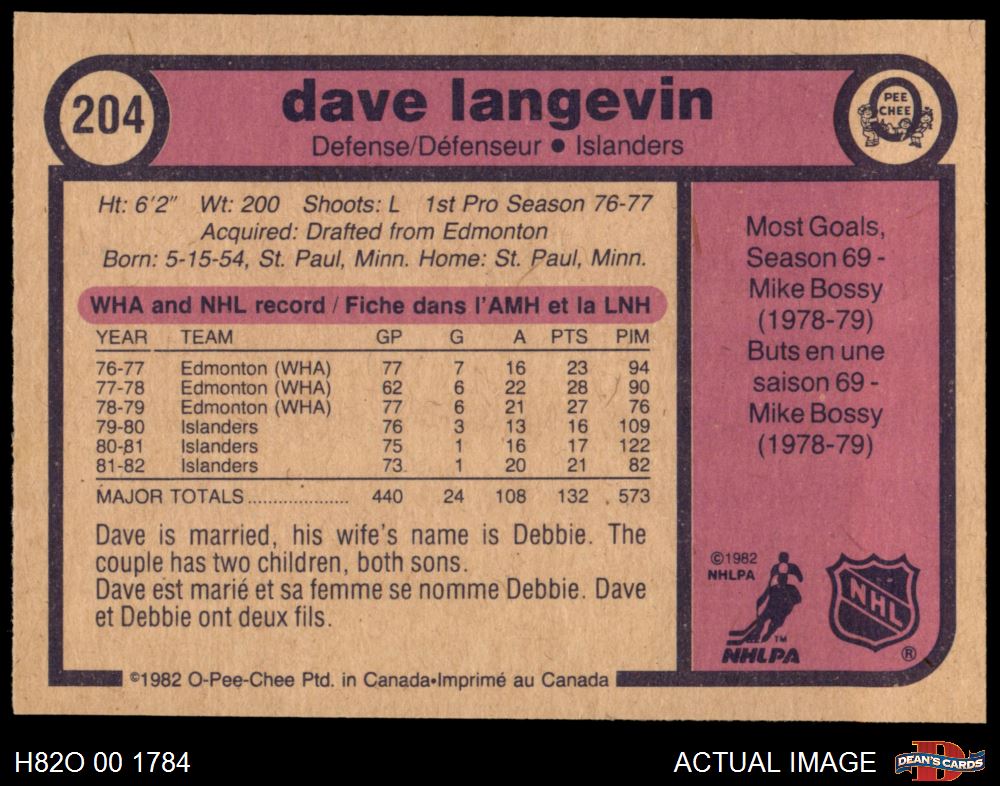 204
dave langevin
Defense/Défenseur • Islanders
PEE
CHEE
Ht: 6'2" Wt: 200 Shoots: L 1st Pro Season 76-77
Acquired: Drafted from Edmonton
Born: 5-15-54, St. Paul, Minn. Home: St. Paul, Minn.
WHA and NHL record / Fiche dans l'AMH et la LNH
YEAR TEAM GP G A PTS PIM
76-77 Edmonton (WHA) 77 7 16 23 94
77-78 Edmonton (WHA) 62 6 22 28 90
78-79 Edmonton (WHA) 77 6 21 27 76
79-80 Islanders 76 3 13 16 109
80-81 Islanders 75 1 16 17 122
81-82 Islanders 73 1 20 21 82
MAJOR TOTALS.................... 440 24 108 132 573
Dave is married, his wife's name is Debbie. The
couple has two children, both sons.
Dave est marié et sa femme se nomme Debbie. Dave
et Debbie ont deux fils.
©1982 O-Pee-Chee Ptd. in Canada•Imprimé au Canada
Most Goals,
Season 69 -
Mike Bossy
(1978-79)
Buts en une
saison 69 -
Mike Bossy
(1978-79)
©1982
NHLPA
TM
NHLPA
NHL
®
H82O 00 1784
ACTUAL IMAGE
DEAN'S CARDS